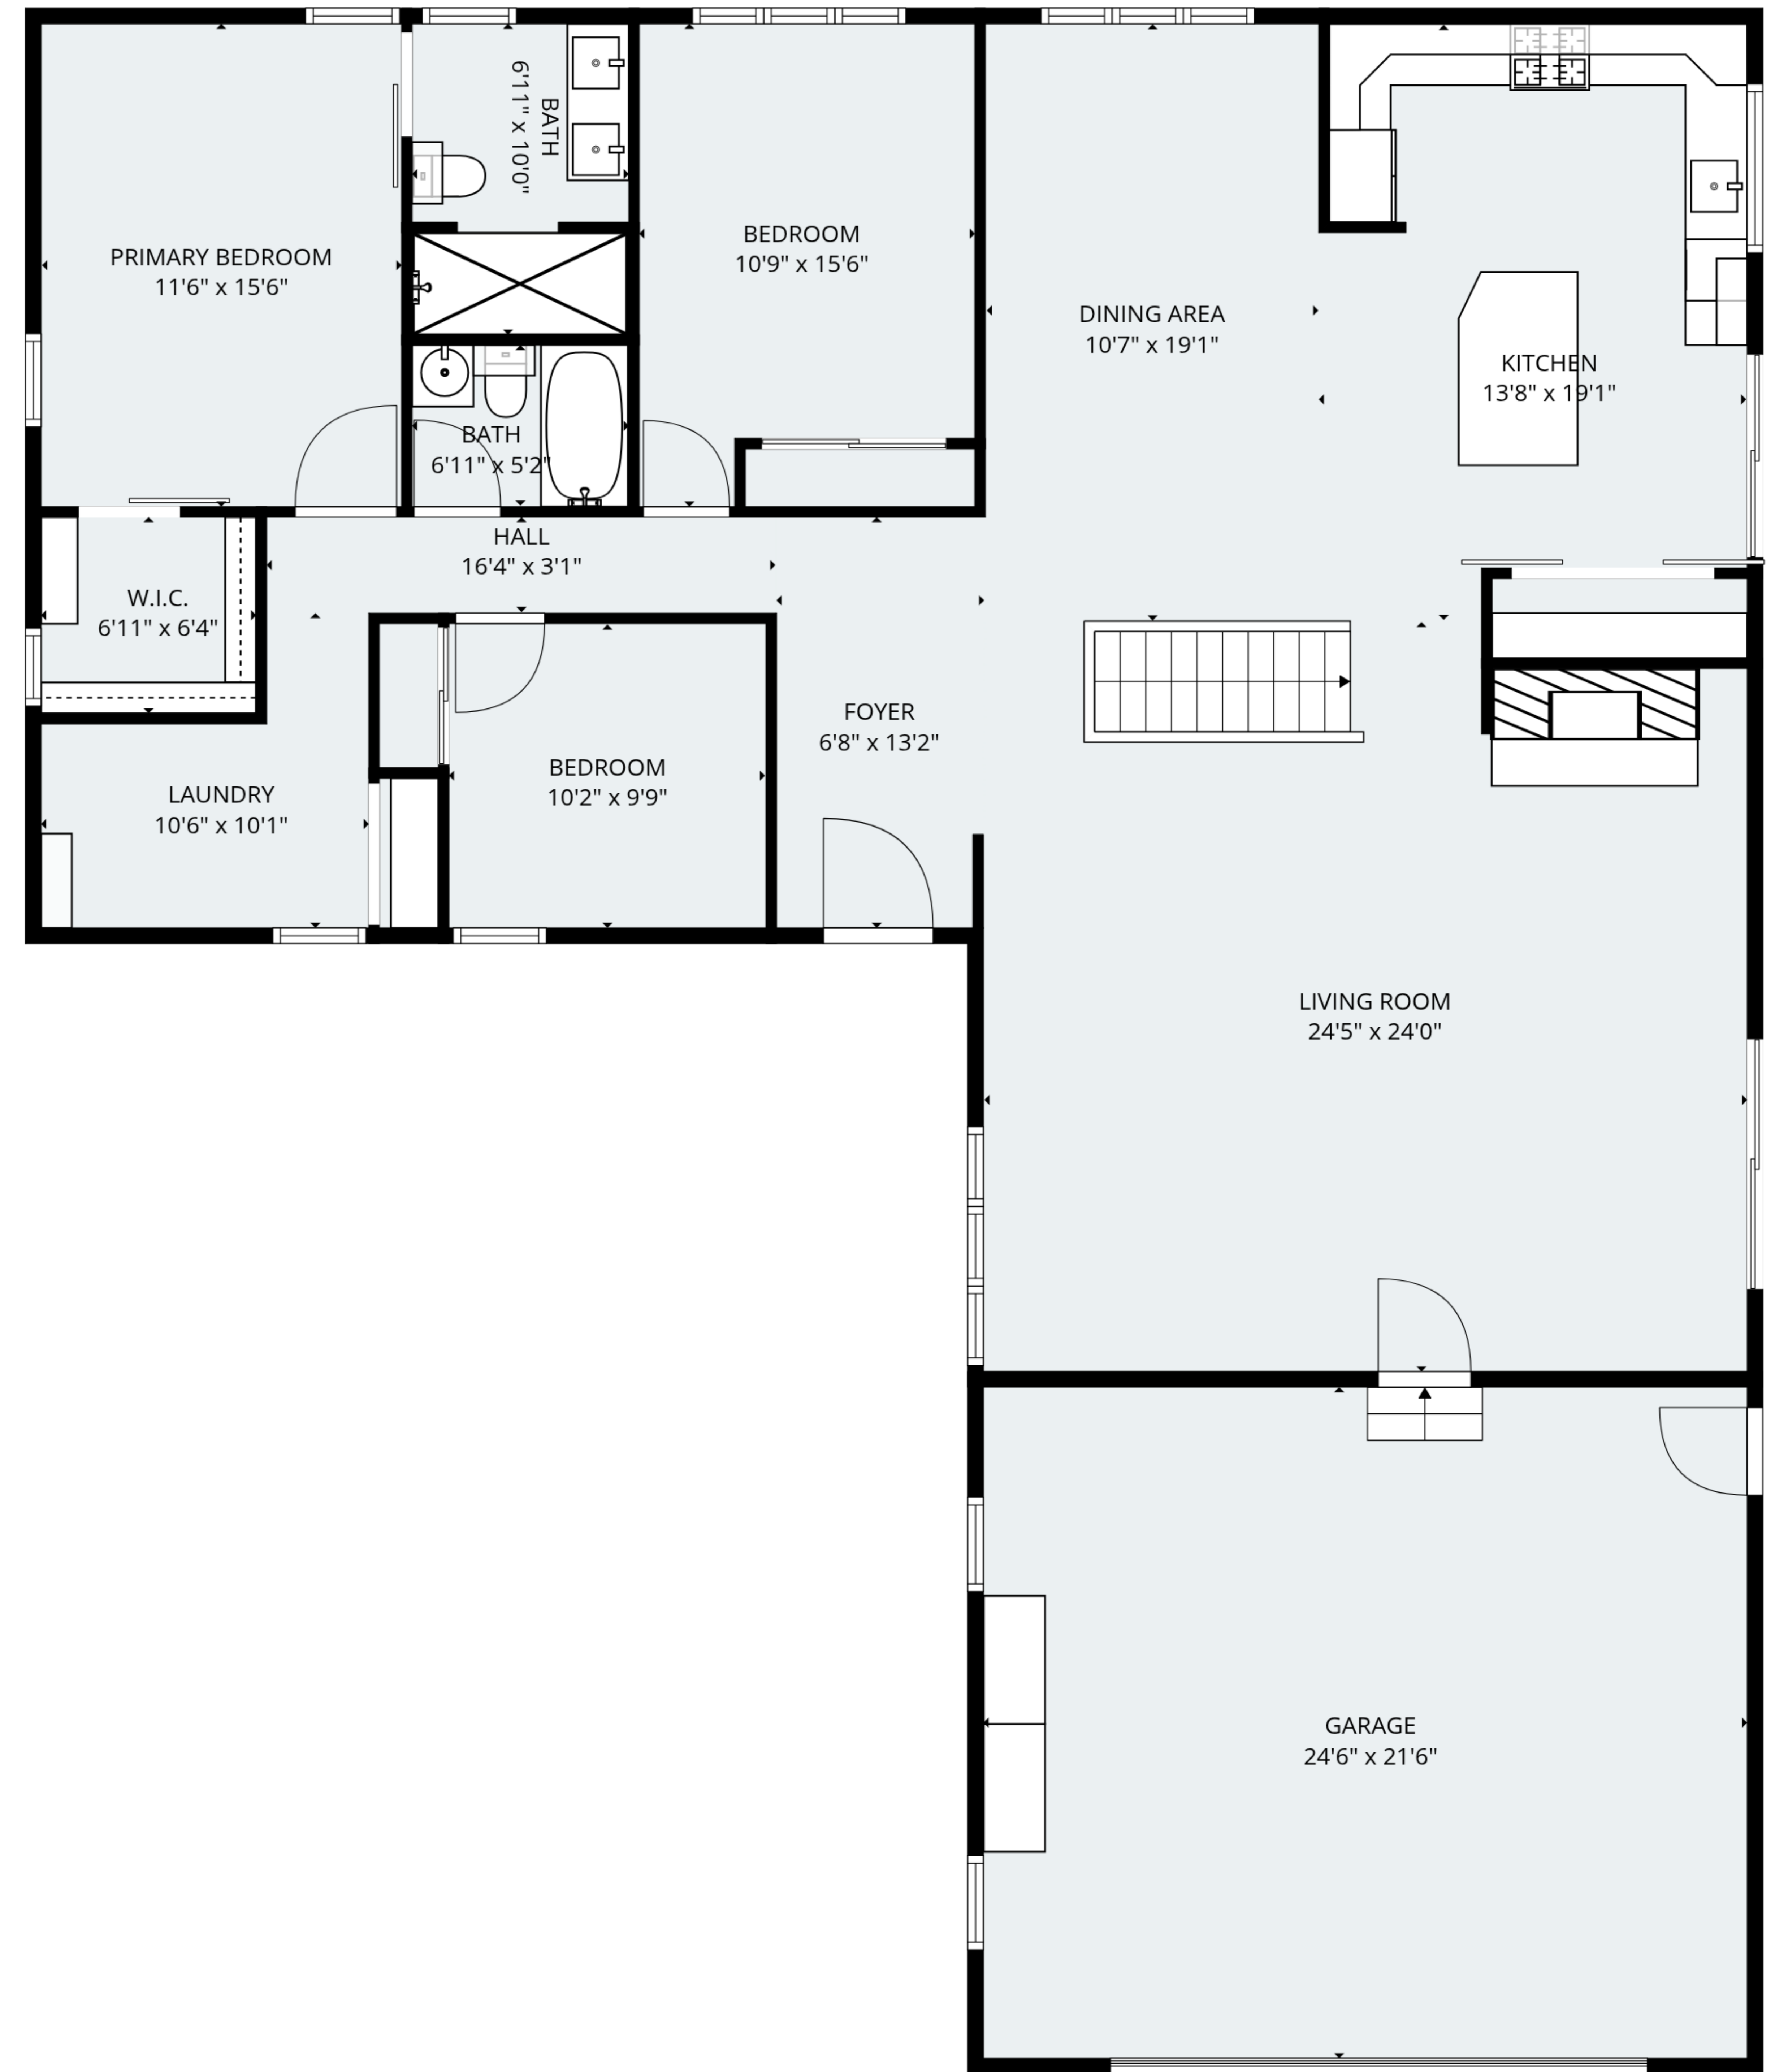 BATH
6'11" x 10'0"
PRIMARY BEDROOM
11'6" x 15'6"
BEDROOM
10'9" x 15'6"
DINING AREA
10'7" x 19'1"
KITCHEN
13'8" x 19'1"
BATH
6'11" x 5'2"
HALL
16'4" x 3'1"
W.I.C.
6'11" x 6'4"
FOYER
6'8" x 13'2"
BEDROOM
10'2" x 9'9"
LAUNDRY
10'6" x 10'1"
LIVING ROOM
24'5" x 24'0"
GARAGE
24'6" x 21'6"